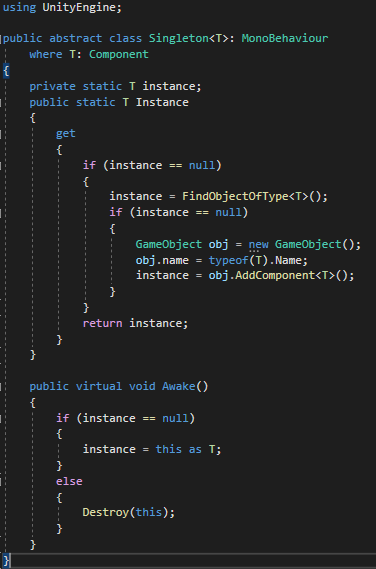 using UnityEngine;
public abstract class Singleton<T>: MonoBehaviour
    where T: Component
{
    private static T instance;
    public static T Instance
    {
        get
        {
            if (instance == null)
            {
                instance = FindObjectOfType<T>();
                if (instance == null)
                {
                    GameObject obj = new GameObject();
                    obj.name = typeof(T).Name;
                    instance = obj.AddComponent<T>();
                }
            }
            return instance;
        }
    }
    public virtual void Awake()
    {
        if (instance == null)
        {
            instance = this as T;
        }
        else
        {
            Destroy(this);
        }
    }
}